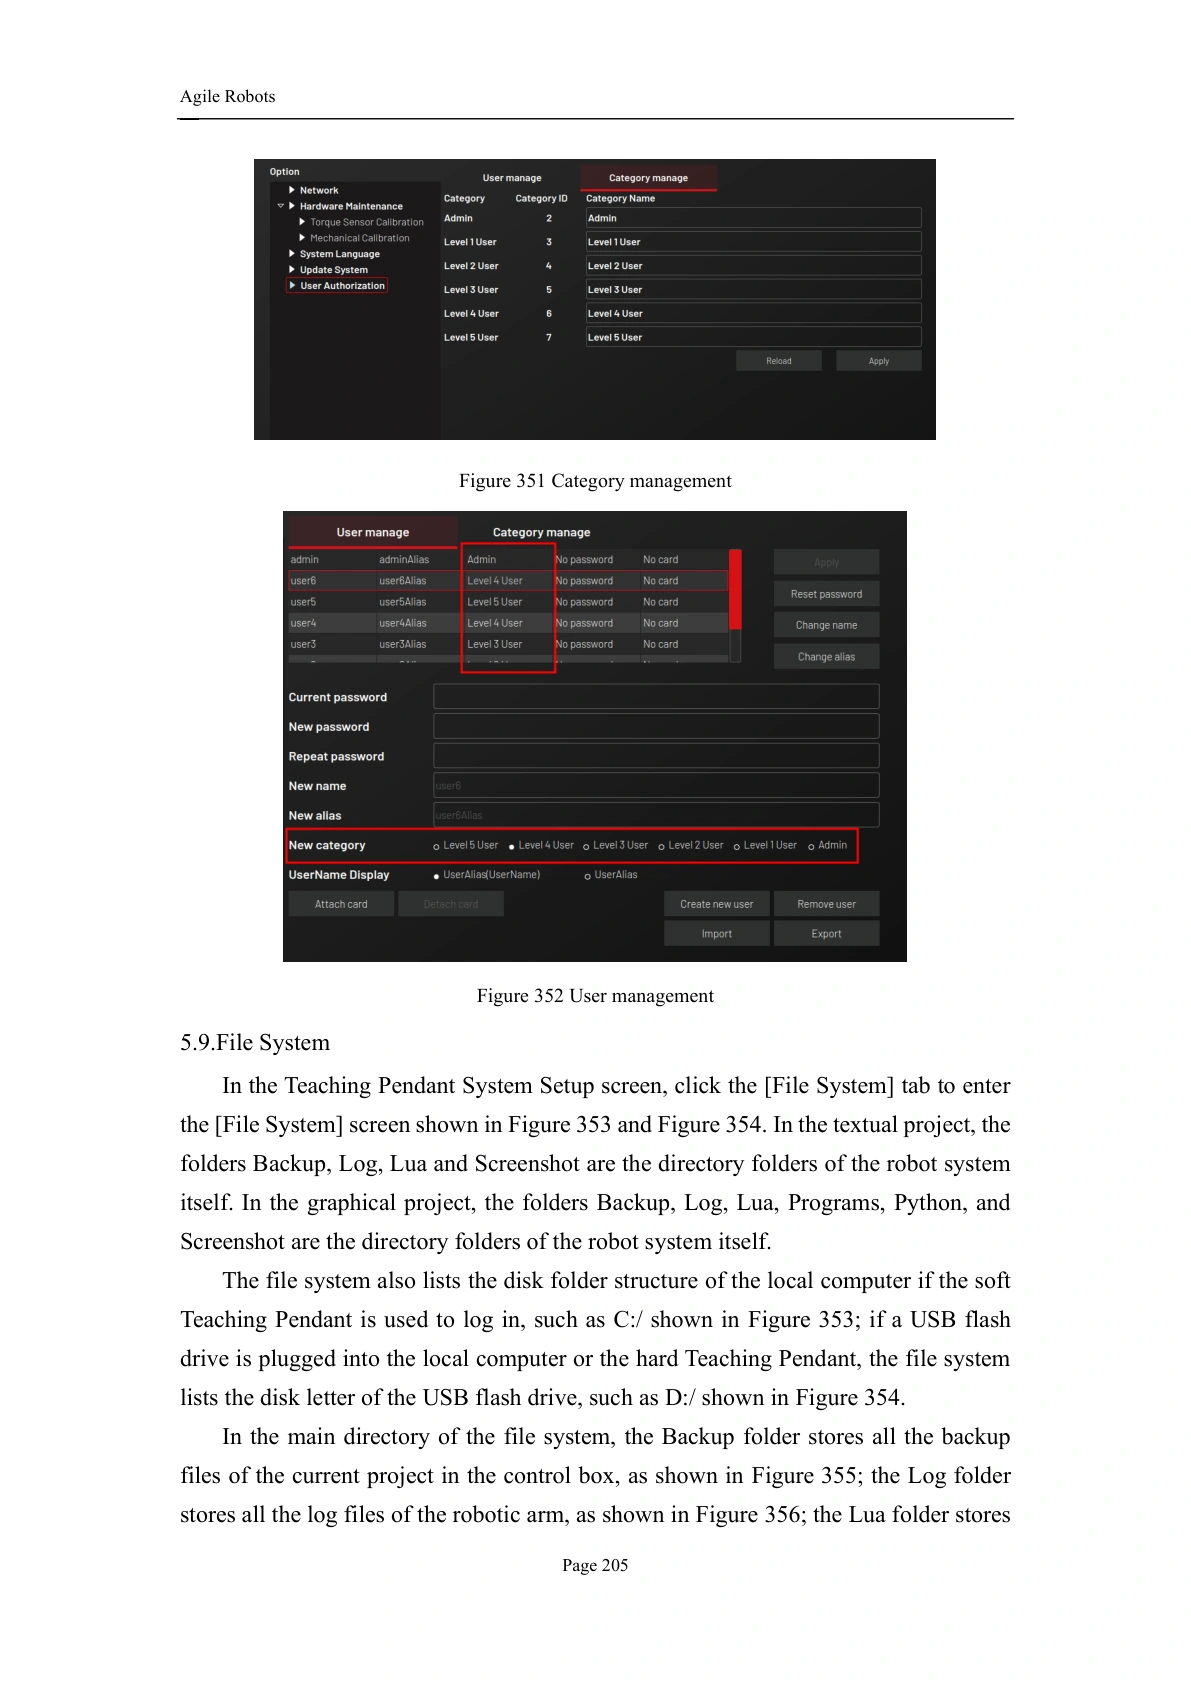 Agile Robots
Option
Network
Hardware Maintenance
Torque Sensor Calibration
Mechanical Calibration
System Language
Update System
User Authorization
User manage Category manage
Category Category ID Category Name
Admin 2 Admin
Level 1 User 3 Level 1 User
Level 2 User 4 Level 2 User
Level 3 User 5 Level 3 User
Level 4 User 6 Level 4 User
Level 5 User 7 Level 5 User
Reload Apply
Figure 351 Category management
User manage Category manage
admin adminAlias Admin No password No card
user6 user6Alias Level 4 User No password No card
user5 user5Alias Level 5 User No password No card
user4 user4Alias Level 4 User No password No card
user3 user3Alias Level 3 User No password No card
Apply
Reset password
Change name
Change alias
Current password
New password
Repeat password
New name user6
New alias user6Alias
New category Level 5 User Level 4 User Level 3 User Level 2 User Level 1 User Admin
UserName Display UserAlias(UserName) UserAlias
Attach card Detach card Create new user Remove user
Import Export
Figure 352 User management
5.9.File System
In the Teaching Pendant System Setup screen, click the [File System] tab to enter
the [File System] screen shown in Figure 353 and Figure 354. In the textual project, the
folders Backup, Log, Lua and Screenshot are the directory folders of the robot system
itself. In the graphical project, the folders Backup, Log, Lua, Programs, Python, and
Screenshot are the directory folders of the robot system itself.
The file system also lists the disk folder structure of the local computer if the soft
Teaching Pendant is used to log in, such as C:/ shown in Figure 353; if a USB flash
drive is plugged into the local computer or the hard Teaching Pendant, the file system
lists the disk letter of the USB flash drive, such as D:/ shown in Figure 354.
In the main directory of the file system, the Backup folder stores all the backup
files of the current project in the control box, as shown in Figure 355; the Log folder
stores all the log files of the robotic arm, as shown in Figure 356; the Lua folder stores
Page 205